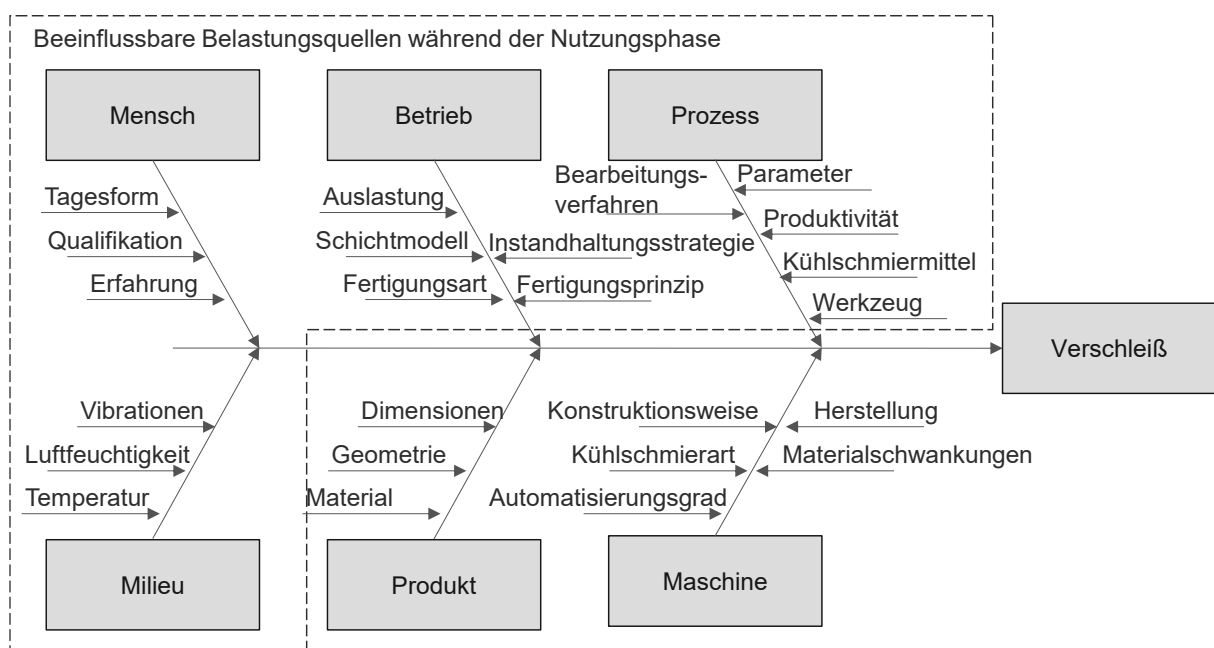 Beeinflussbare Belastungsquellen während der Nutzungsphase
Mensch
Betrieb
Prozess
Tagesform
Qualifikation
Erfahrung
Auslastung
Schichtmodell
Instandhaltungsstrategie
Fertigungsart
Fertigungsprinzip
Bearbeitungs-
verfahren
Parameter
Produktivität
Kühlschmiermittel
Werkzeug
Verschleiß
Vibrationen
Luftfeuchtigkeit
Temperatur
Dimensionen
Geometrie
Material
Konstruktionsweise
Herstellung
Kühlschmierart
Materialschwankungen
Automatisierungsgrad
Milieu
Produkt
Maschine